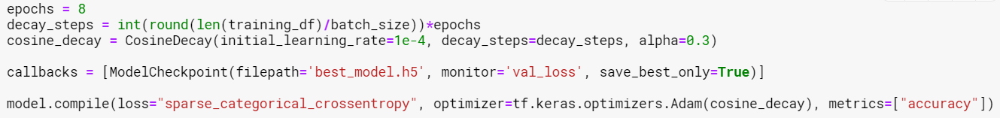 epochs = 8
decay_steps = int(round(len(training_df)/batch_size))*epochs
cosine_decay = CosineDecay(initial_learning_rate=1e-4, decay_steps=decay_steps, alpha=0.3)
callbacks = [ModelCheckpoint(filepath='best_model.h5', monitor='val_loss', save_best_only=True)]
model.compile(loss="sparse_categorical_crossentropy", optimizer=tf.keras.optimizers.Adam(cosine_decay), metrics=["accuracy"])